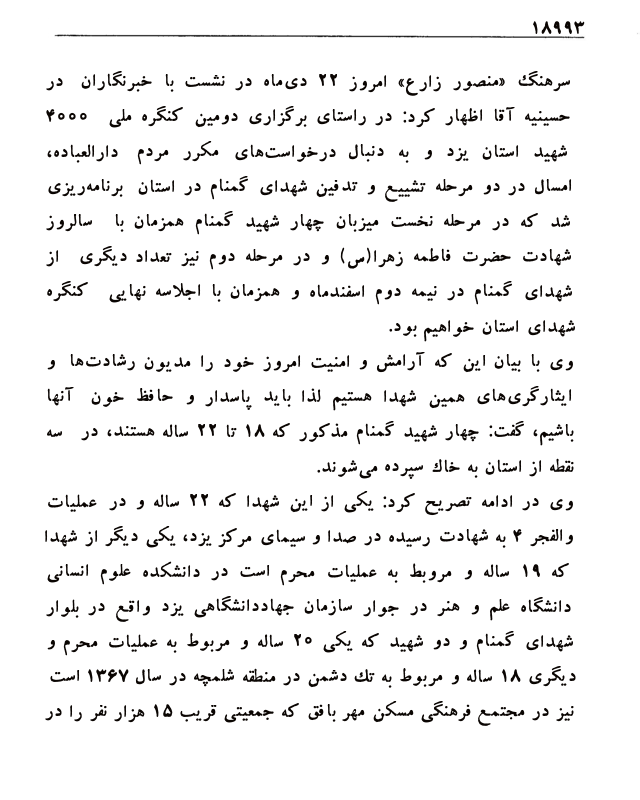 ۱۸۹۹۳
سرهنگ «منصور زارع» امروز ۲۲ دی‌ماه در نشست با خبرنگاران در
حسینیه آقا اظهار کرد: در راستای برگزاری دومین کنگره ملی ۴۰۰۰
شهید استان یزد و به دنبال درخواست‌های مکرر مردم دارالعباده،
امسال در دو مرحله تشییع و تدفین شهدای گمنام در استان برنامه‌ریزی
شد که در مرحله نخست میزبان چهار شهید گمنام همزمان با سالروز
شهادت حضرت فاطمه زهرا(س) و در مرحله دوم نیز تعداد دیگری از
شهدای گمنام در نیمه دوم اسفندماه و همزمان با اجلاسه نهایی کنگره
شهدای استان خواهیم بود.
وی با بیان این که آرامش و امنیت امروز خود را مدیون رشادت‌ها و
ایثارگری‌های همین شهدا هستیم لذا باید پاسدار و حافظ خون آنها
باشیم، گفت: چهار شهید گمنام مذکور که ۱۸ تا ۲۲ ساله هستند، در سه
نقطه از استان به خاك سپرده می‌شوند.
وی در ادامه تصریح کرد: یکی از این شهدا که ۲۲ ساله و در عملیات
والفجر ۴ به شهادت رسیده در صدا و سیمای مرکز یزد، یکی دیگر از شهدا
که ۱۹ ساله و مروبط به عملیات محرم است در دانشکده علوم انسانی
دانشگاه علم و هنر در جوار سازمان جهاددانشگاهی یزد واقع در بلوار
شهدای گمنام و دو شهید که یکی ۲۵ ساله و مربوط به عملیات محرم و
دیگری ۱۸ ساله و مربوط به تك دشمن در منطقه شلمچه در سال ۱۳۶۷ است
نیز در مجتمع فرهنگی مسکن مهر بافق که جمعیتی قریب ۱۵ هزار نفر را در